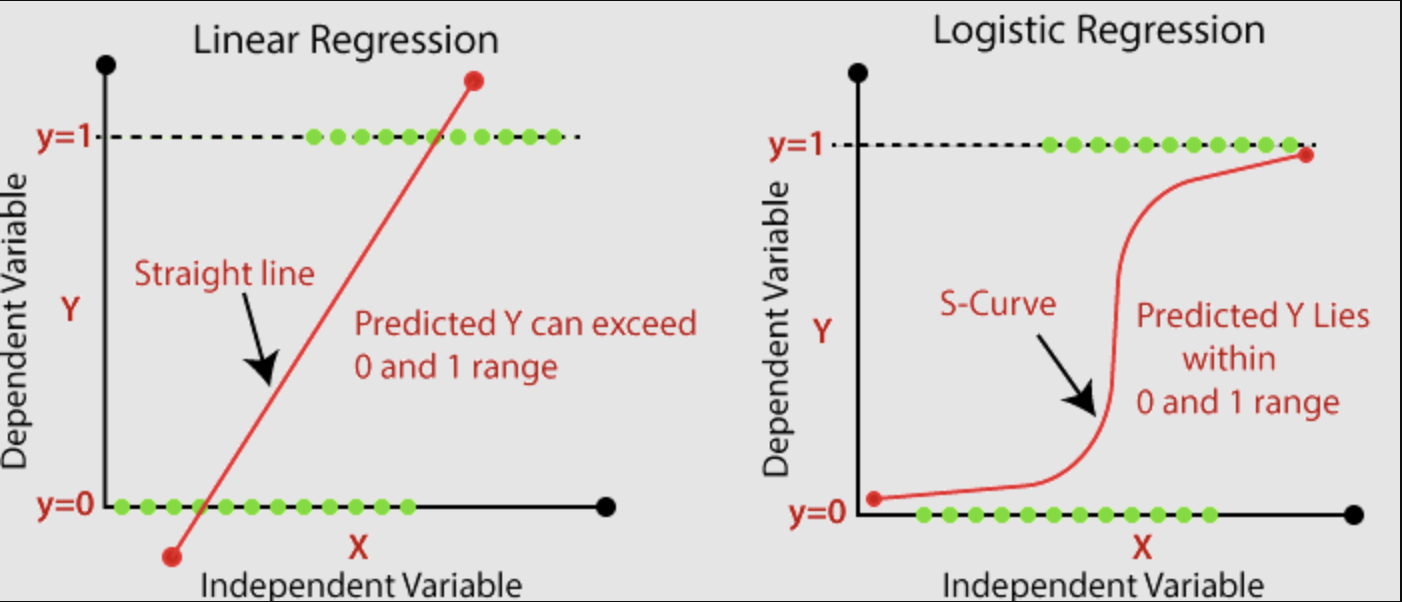 Linear Regression
y=1
Dependent Variable
Y
Straight line
Predicted Y can exceed
0 and 1 range
y=0
X
Independent Variable
Logistic Regression
y=1
Dependent Variable
Y
S-Curve
Predicted Y Lies
within
0 and 1 range
y=0
X
Independent Variable